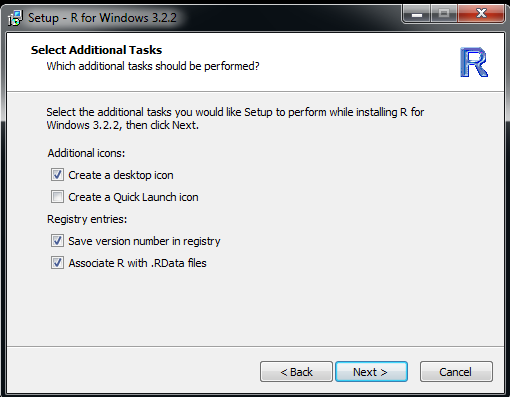 Setup - R for Windows 3.2.2
Select Additional Tasks
Which additional tasks should be performed?
R
Select the additional tasks you would like Setup to perform while installing R for
Windows 3.2.2, then click Next.
Additional icons:
Create a desktop icon
Create a Quick Launch icon
Registry entries:
Save version number in registry
Associate R with .RData files
< Back
Next >
Cancel